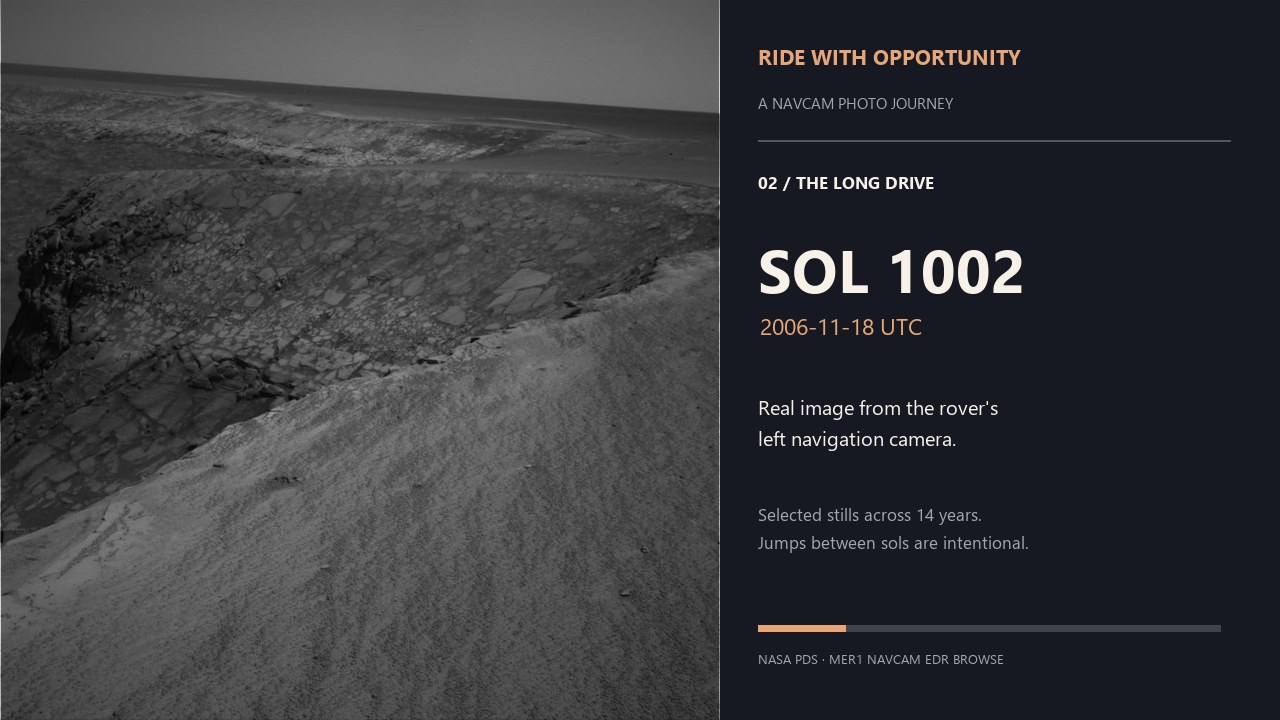 RIDE WITH OPPORTUNITY
A NAVCAM PHOTO JOURNEY
02 / THE LONG DRIVE
SOL 1002
2006-11-18 UTC
Real image from the rover's
left navigation camera.
Selected stills across 14 years.
Jumps between sols are intentional.
NASA PDS · MER1 NAVCAM EDR BROWSE